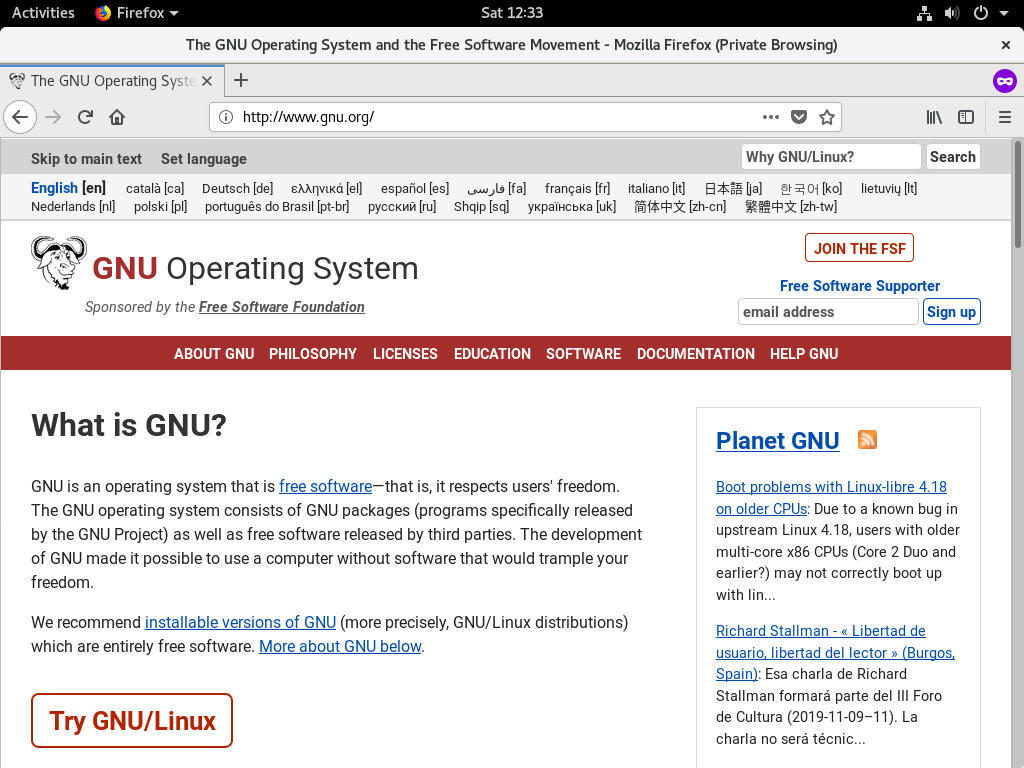 Activities Firefox Sat 12:33
The GNU Operating System and the Free Software Movement - Mozilla Firefox (Private Browsing)
The GNU Operating Syste
http://www.gnu.org/
Skip to main text Set language Why GNU/Linux? Search
English [en] català [ca] Deutsch [de] ελληνικά [el] español [es] فارسی [fa] français [fr] italiano [it] 日本語 [ja] 한국어 [ko] lietuvių [lt]
Nederlands [nl] polski [pl] português do Brasil [pt-br] русский [ru] Shqip [sq] українська [uk] 简体中文 [zh-cn] 繁體中文 [zh-tw]
GNU Operating System
Sponsored by the Free Software Foundation
JOIN THE FSF
Free Software Supporter
email address Sign up
ABOUT GNU PHILOSOPHY LICENSES EDUCATION SOFTWARE DOCUMENTATION HELP GNU
What is GNU?
GNU is an operating system that is free software—that is, it respects users' freedom.
The GNU operating system consists of GNU packages (programs specifically released
by the GNU Project) as well as free software released by third parties. The development
of GNU made it possible to use a computer without software that would trample your
freedom.
We recommend installable versions of GNU (more precisely, GNU/Linux distributions)
which are entirely free software. More about GNU below.
Try GNU/Linux
Planet GNU
Boot problems with Linux-libre 4.18
on older CPUs: Due to a known bug in
upstream Linux 4.18, users with older
multi-core x86 CPUs (Core 2 Duo and
earlier?) may not correctly boot up
with lin...
Richard Stallman - « Libertad de
usuario, libertad del lector » (Burgos,
Spain): Esa charla de Richard
Stallman formará parte del III Foro
de Cultura (2019-11-09–11). La
charla no será técnic...